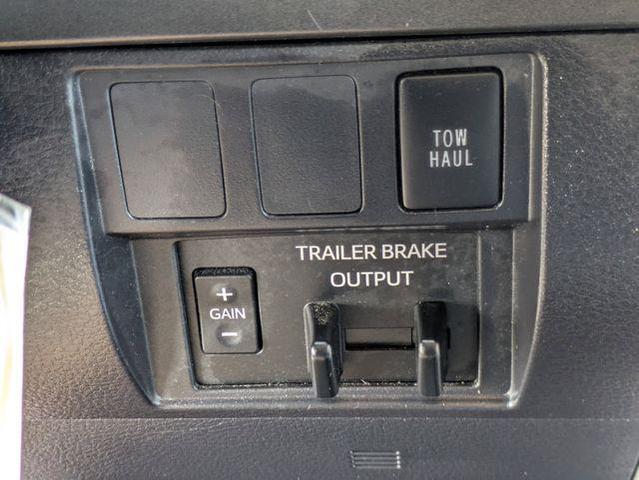 TOW
HAUL
TRAILER BRAKE
OUTPUT
+
GAIN
-